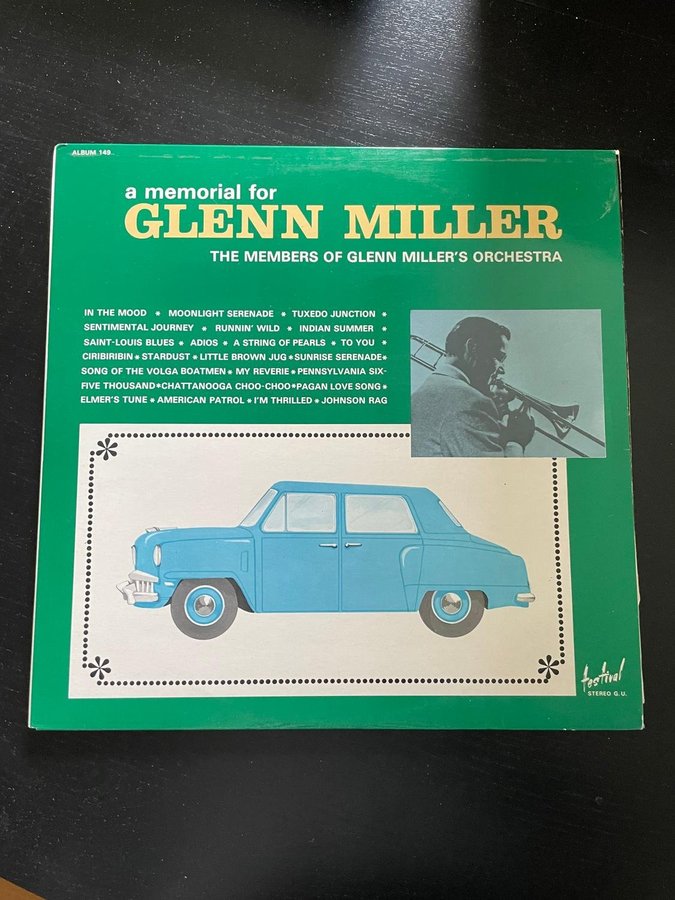 ALBUM 149
a memorial for
GLENN MILLER
THE MEMBERS OF GLENN MILLER'S ORCHESTRA
IN THE MOOD * MOONLIGHT SERENADE * TUXEDO JUNCTION *
SENTIMENTAL JOURNEY * RUNNIN' WILD * INDIAN SUMMER *
SAINT-LOUIS BLUES * ADIOS * A STRING OF PEARLS * TO YOU *
CIRIBIRIBIN * STARDUST * LITTLE BROWN JUG * SUNRISE SERENADE *
SONG OF THE VOLGA BOATMEN * MY REVERIE * PENNSYLVANIA SIX-
FIVE THOUSAND * CHATTANOOGA CHOO-CHOO * PAGAN LOVE SONG *
ELMER'S TUNE * AMERICAN PATROL * I'M THRILLED * JOHNSON RAG
festival
STEREO G.U.